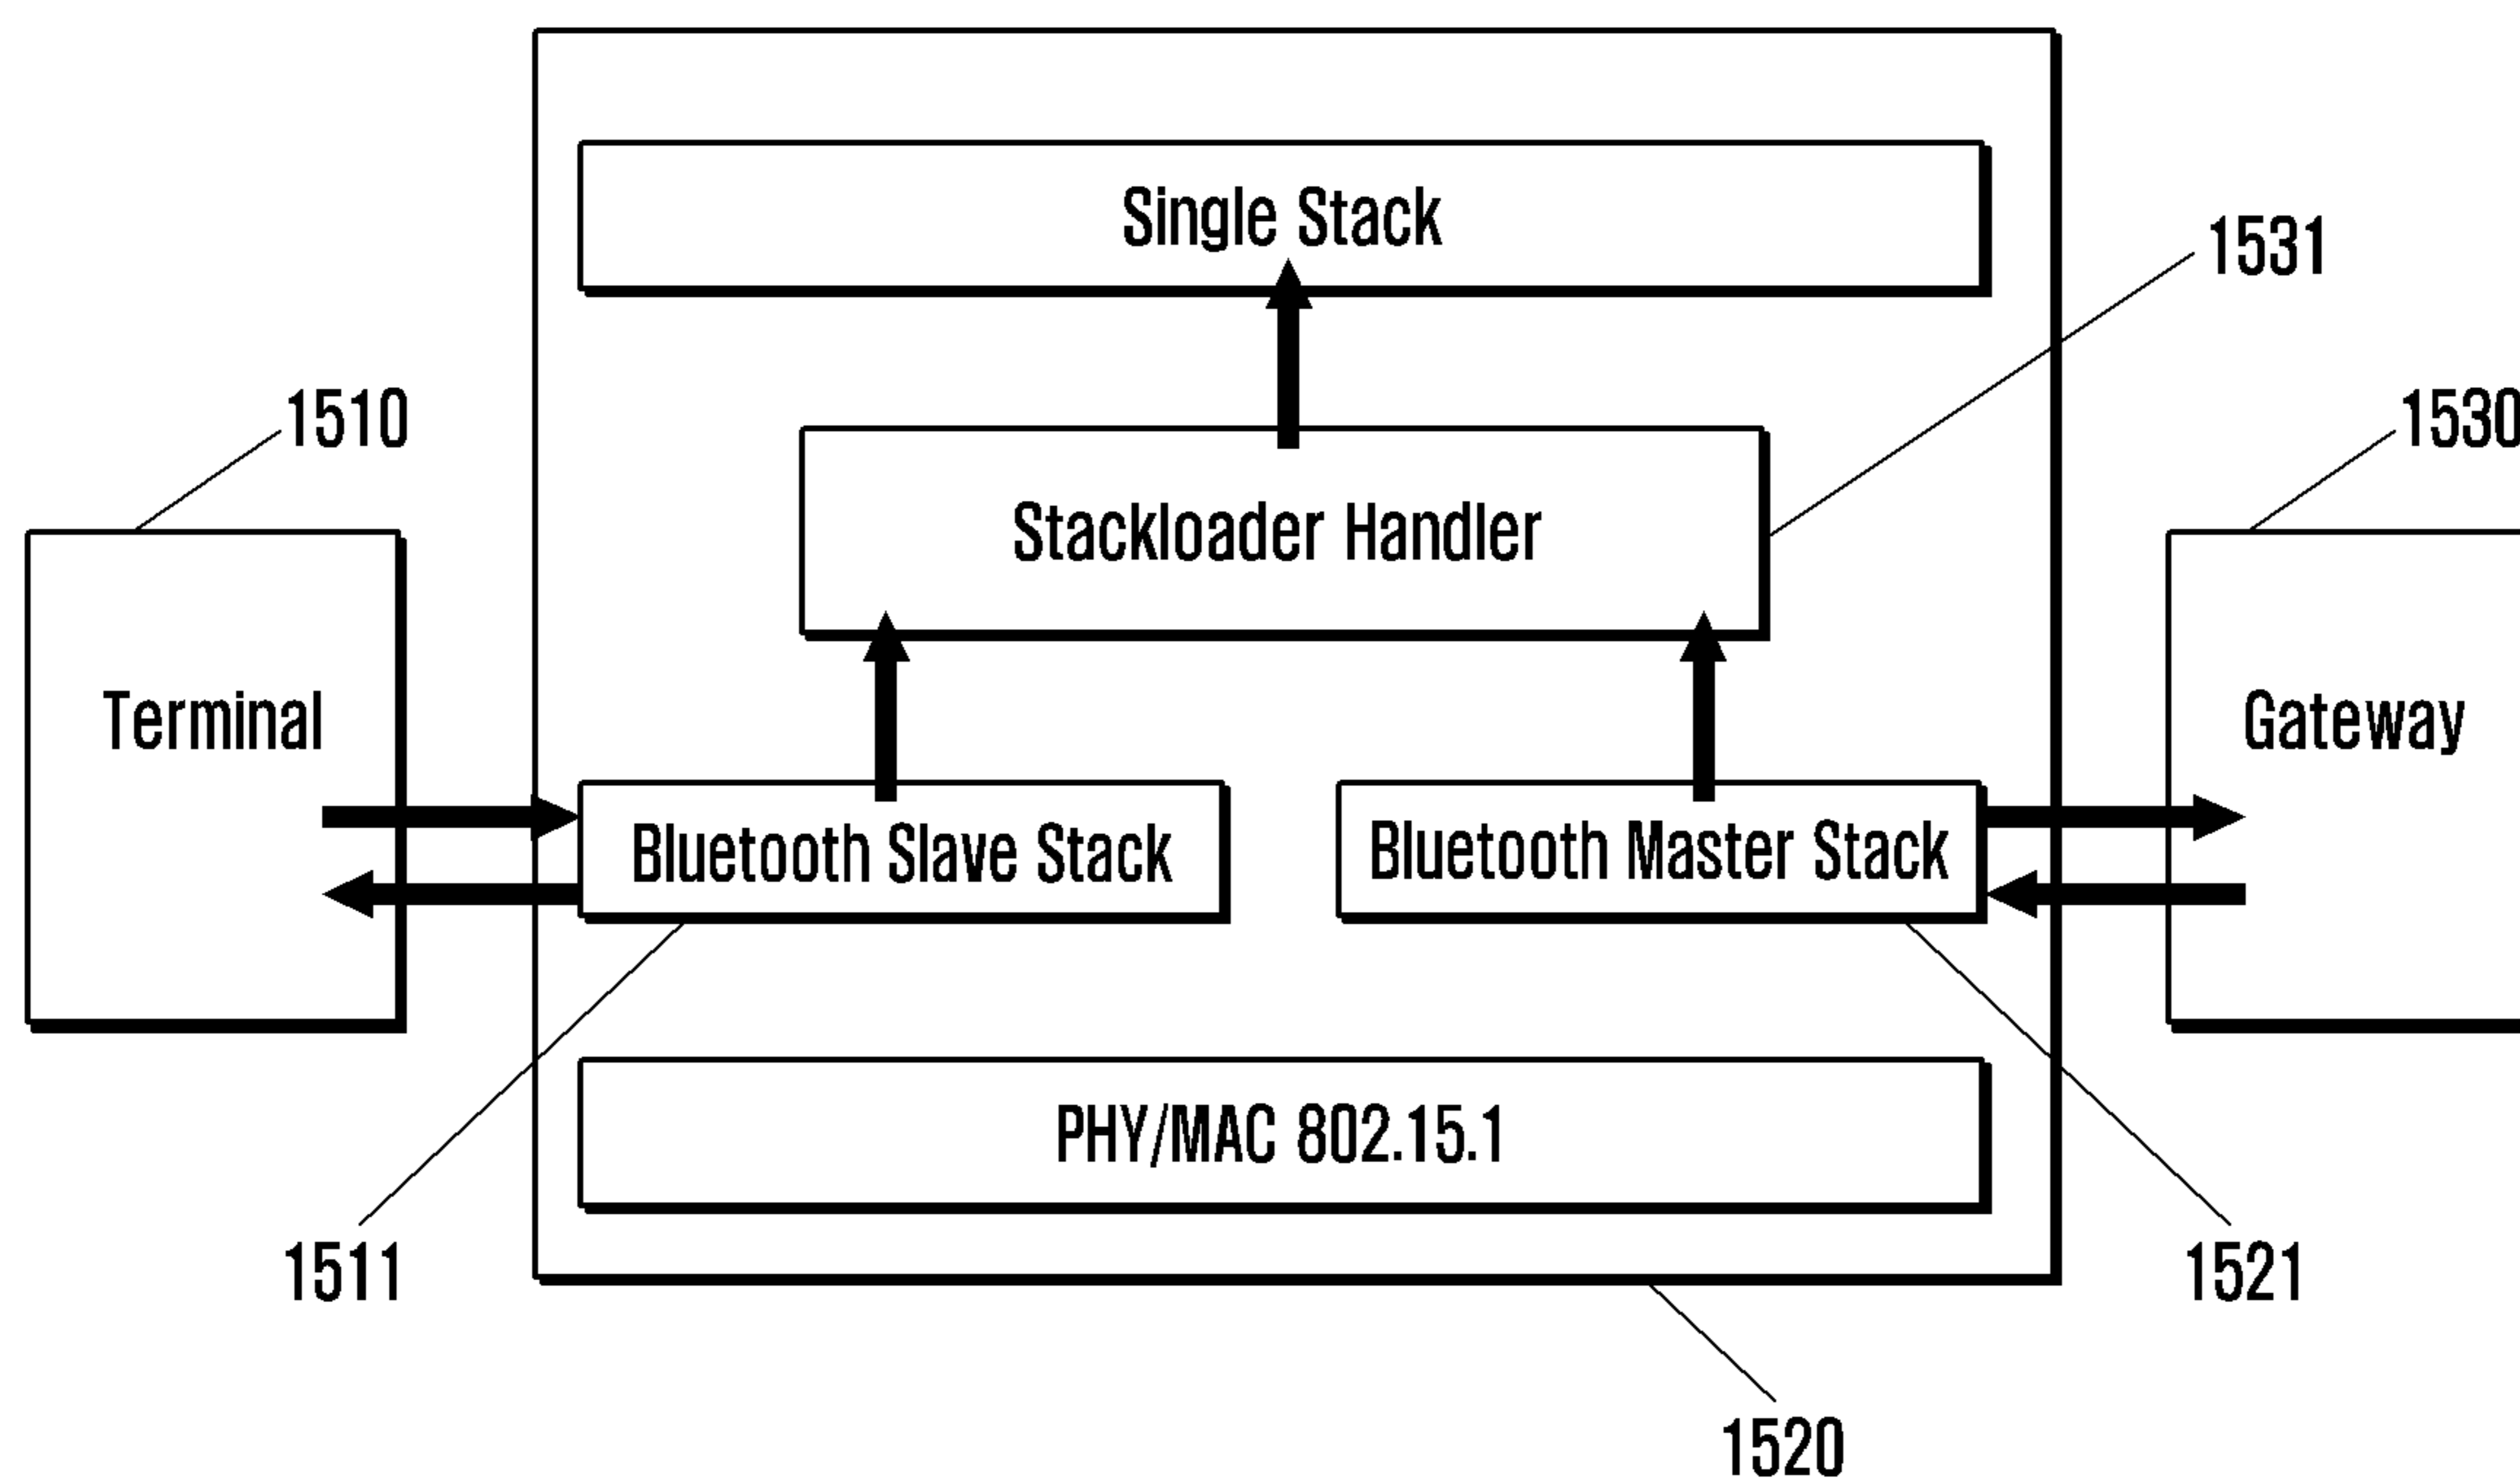 Single Stack
1531
1510
1530
Stackloader Handler
Terminal
Gateway
Bluetooth Slave Stack
Bluetooth Master Stack
PHY/MAC 802.15.1
1511
1521
1520